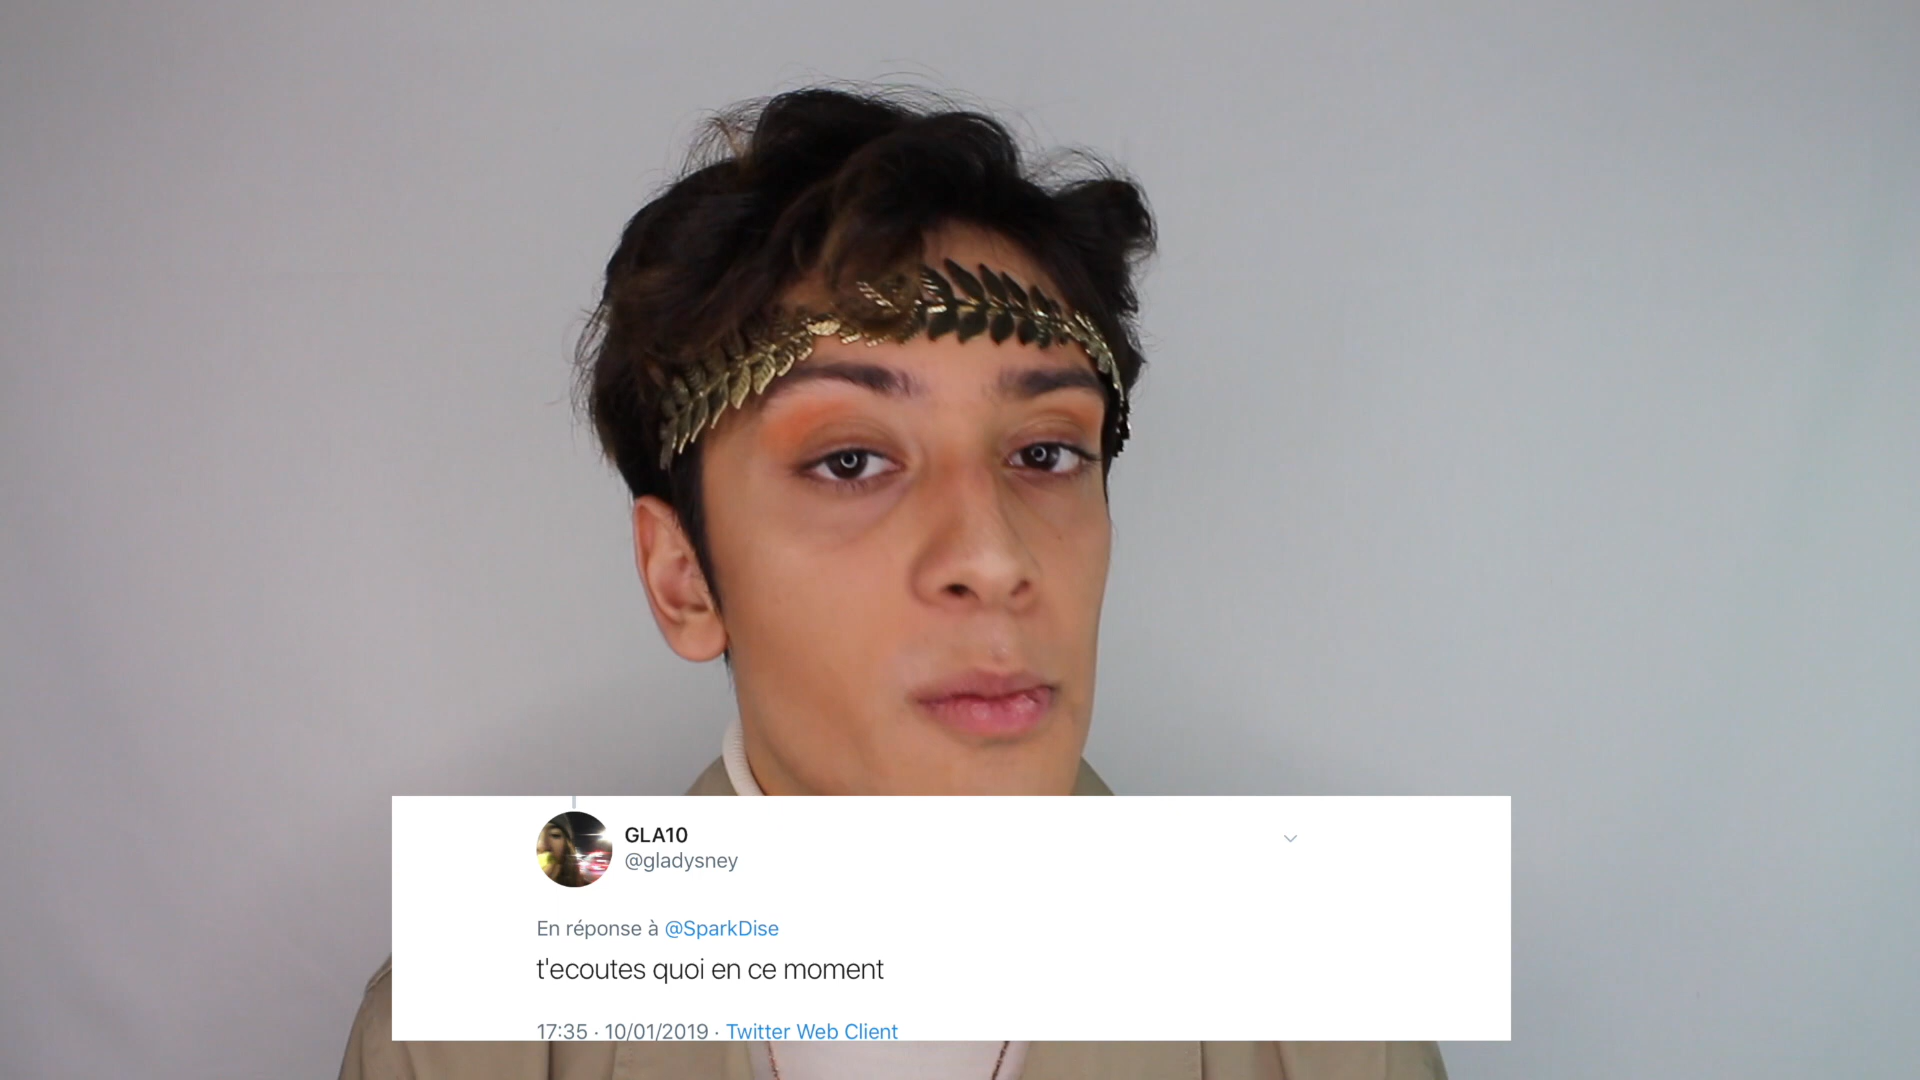 GLA10
@gladysney
En réponse à @SparkDise
t'ecoutes quoi en ce moment
17:35 · 10/01/2019 · Twitter Web Client